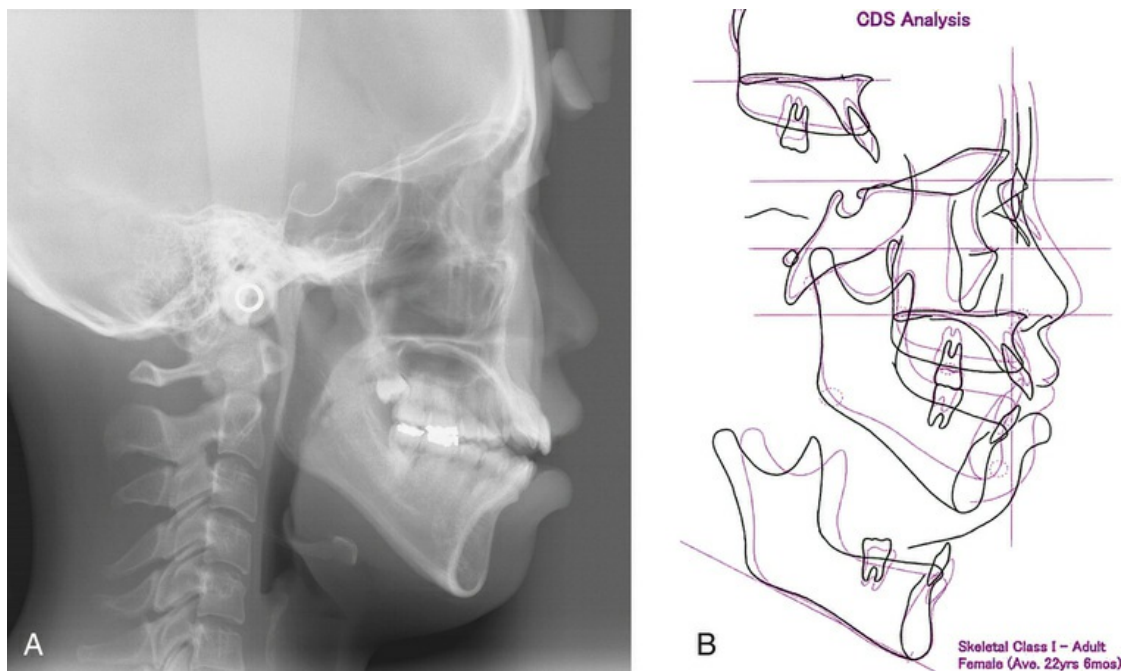 CDS Analysis
A
B
Skeletal Class I - Adult
Female (Ave. 22yrs 6mos)